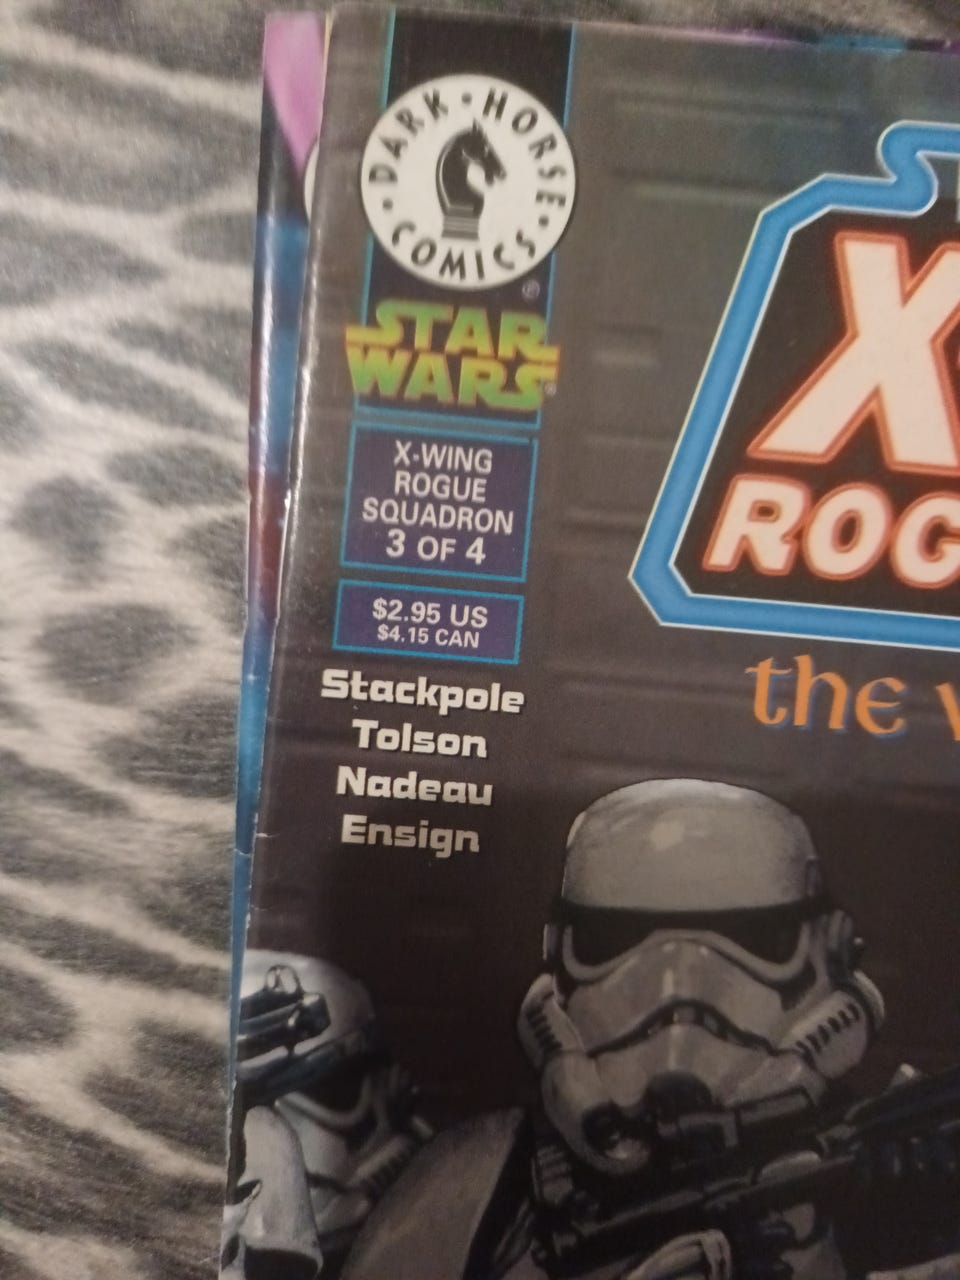 DARK · HORSE · COMICS ·
®
STAR
WARS®
X-WING
ROGUE
SQUADRON
3 OF 4
$2.95 US
$4.15 CAN
Stackpole
Tolson
Nadeau
Ensign
X
ROG
the